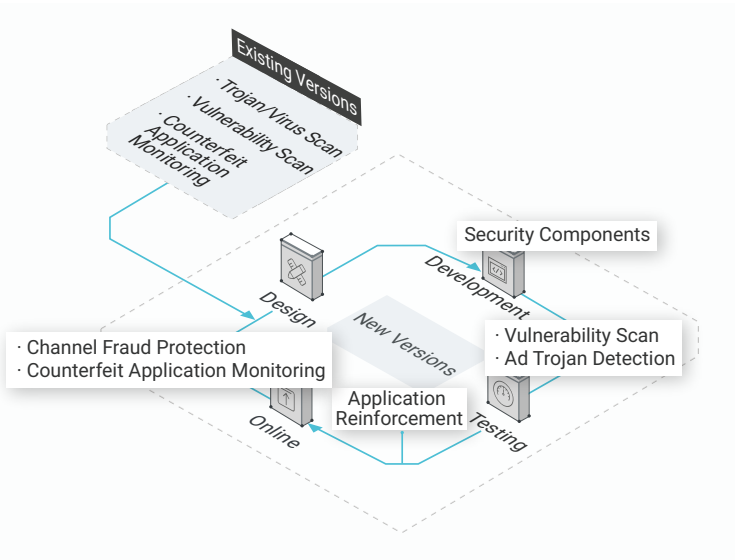 Existing Versions
· Trojan/Virus Scan
· Vulnerability Scan
· Counterfeit
Application
Monitoring
Security Components
Development
Design
New Versions
· Vulnerability Scan
· Ad Trojan Detection
· Channel Fraud Protection
· Counterfeit Application Monitoring
Application
Reinforcement
Testing
Online